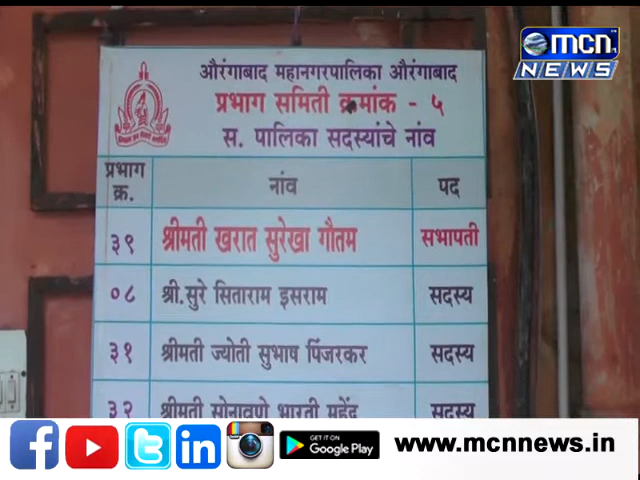 mcn
NEWS
औरंगाबाद महानगरपालिका औरंगाबाद
प्रभाग समिती क्रमांक - ५
स. पालिका सदस्यांचे नांव
प्रभाग क्र. नांव पद
३९ श्रीमती खरात सुरेखा गौतम सभापती
०८ श्री.सुरे सिताराम इसराम सदस्य
३१ श्रीमती ज्योती सुभाष पिंजरकर सदस्य
३२ श्रीमती सोनावणे भारती महेंद्र सदस्य
GET IT ON
Google Play
www.mcnnews.in